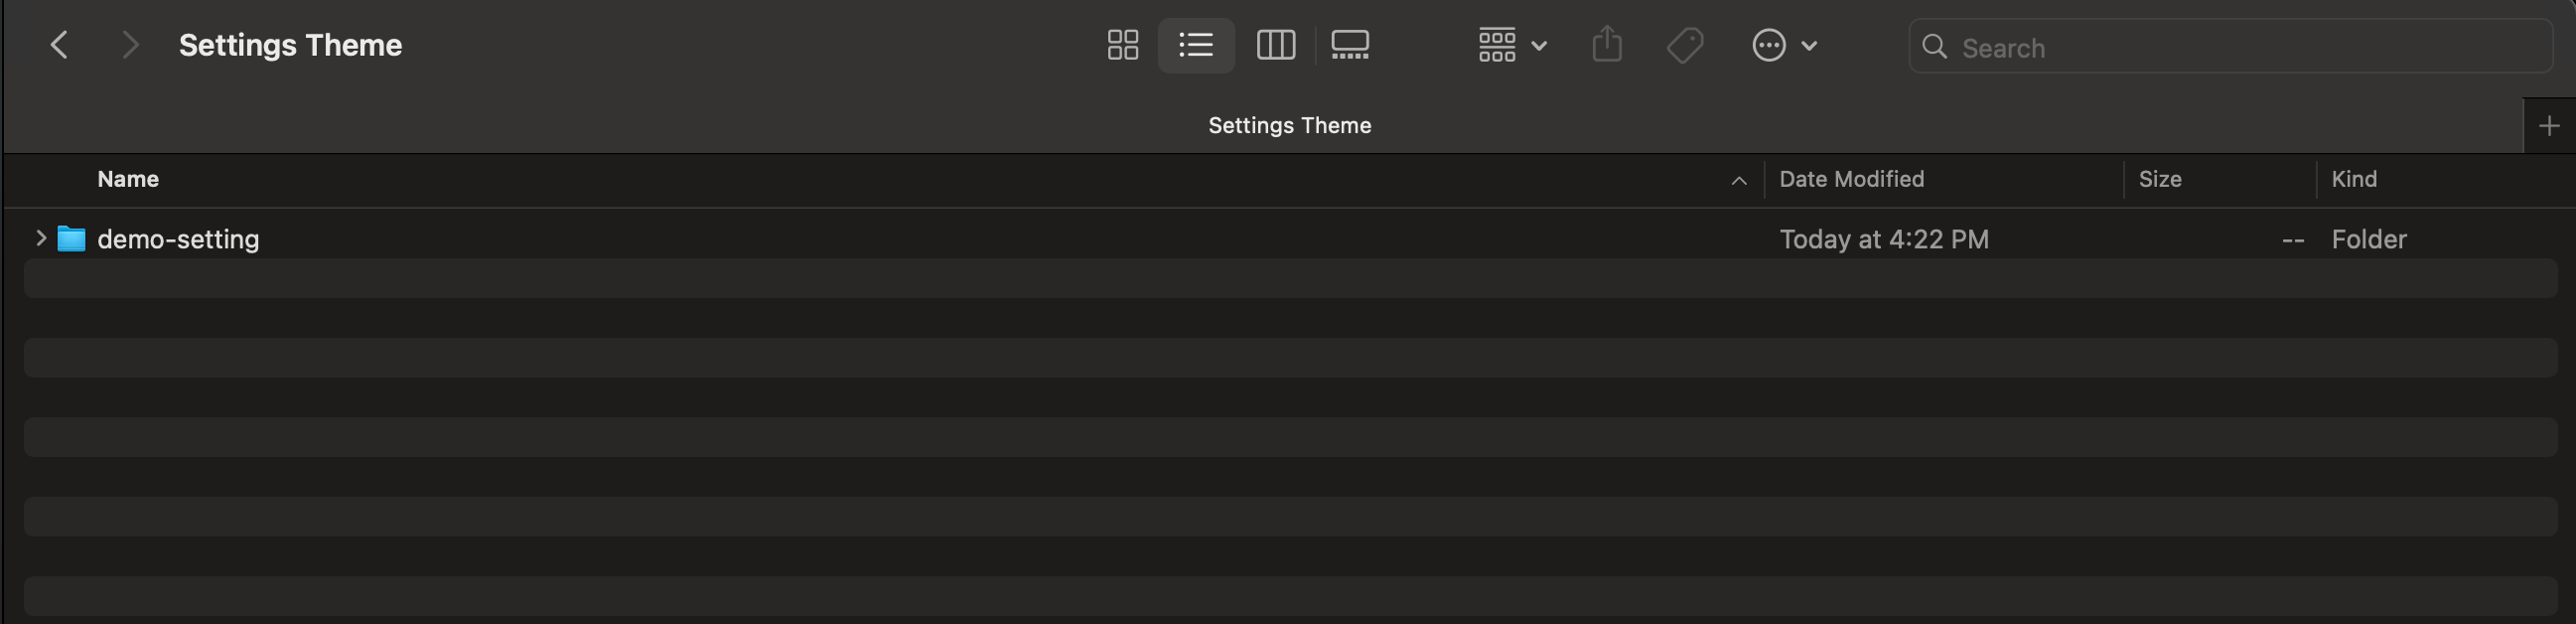 Settings Theme
Search
Settings Theme
Name Date Modified Size Kind
demo-setting Today at 4:22 PM -- Folder